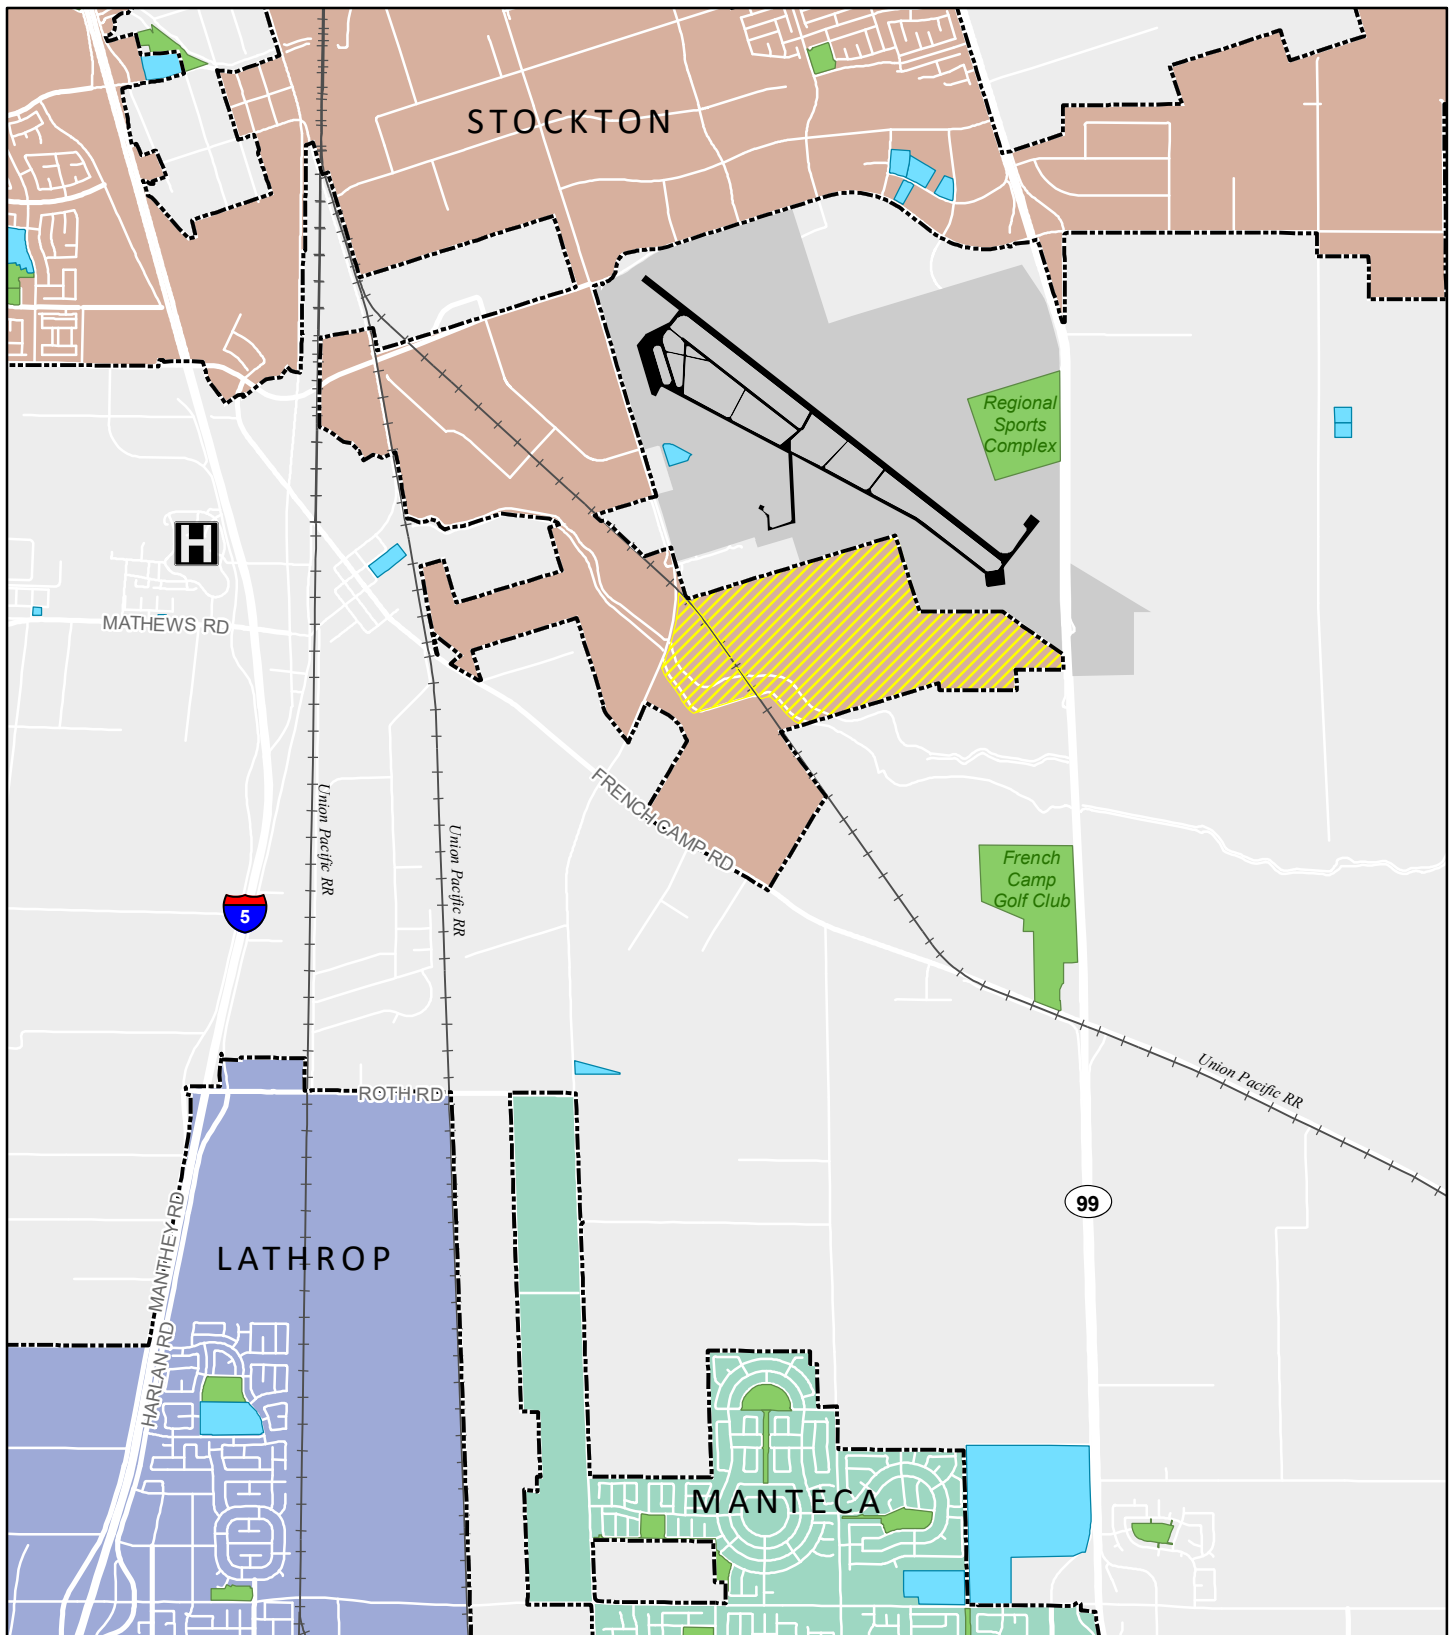 STOCKTON
Regional
Sports
Complex
H
MATHEWS RD
FRENCH CAMP RD
Union Pacific RR
Union Pacific RR
French
Camp
Golf Club
5
Union Pacific RR
ROTH RD
99
MANTHEY RD
LATHROP
HARLAN RD
MANTECA